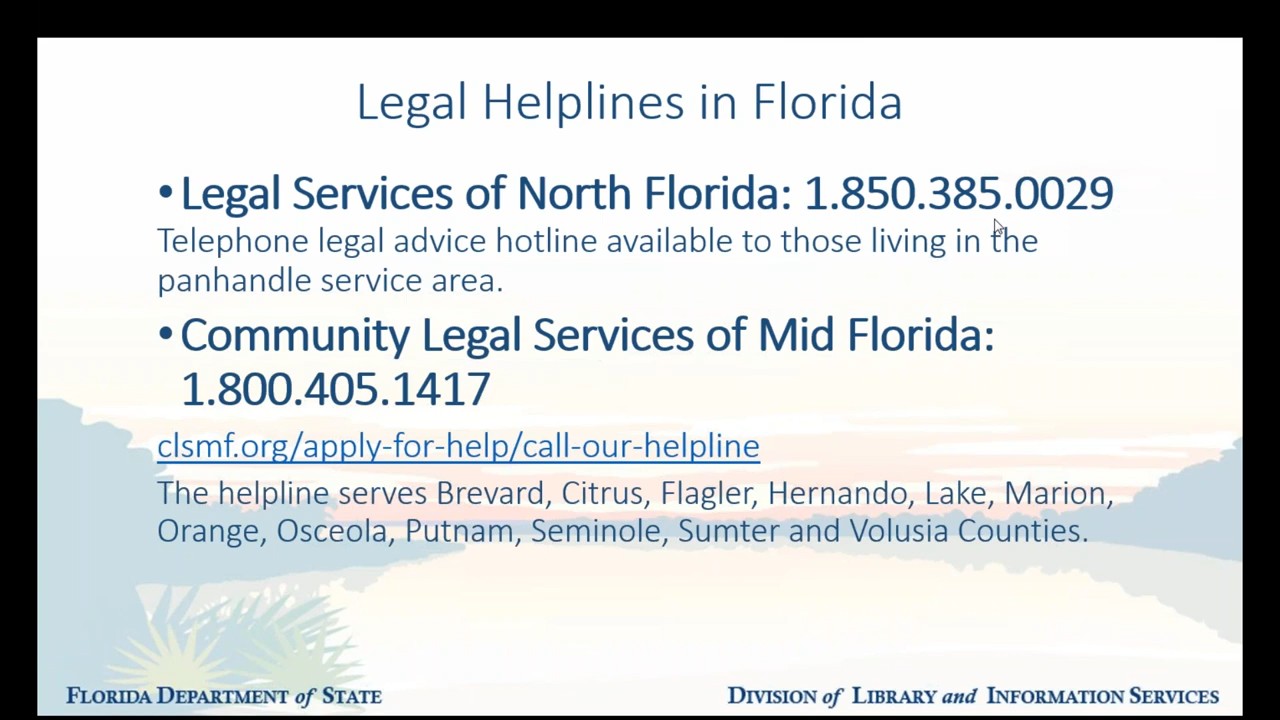 Legal Helplines in Florida
•Legal Services of North Florida: 1.850.385.0029
Telephone legal advice hotline available to those living in the
panhandle service area.
•Community Legal Services of Mid Florida:
1.800.405.1417
clsmf.org/apply-for-help/call-our-helpline
The helpline serves Brevard, Citrus, Flagler, Hernando, Lake, Marion,
Orange, Osceola, Putnam, Seminole, Sumter and Volusia Counties.
FLORIDA DEPARTMENT of STATE
DIVISION of LIBRARY and INFORMATION SERVICES